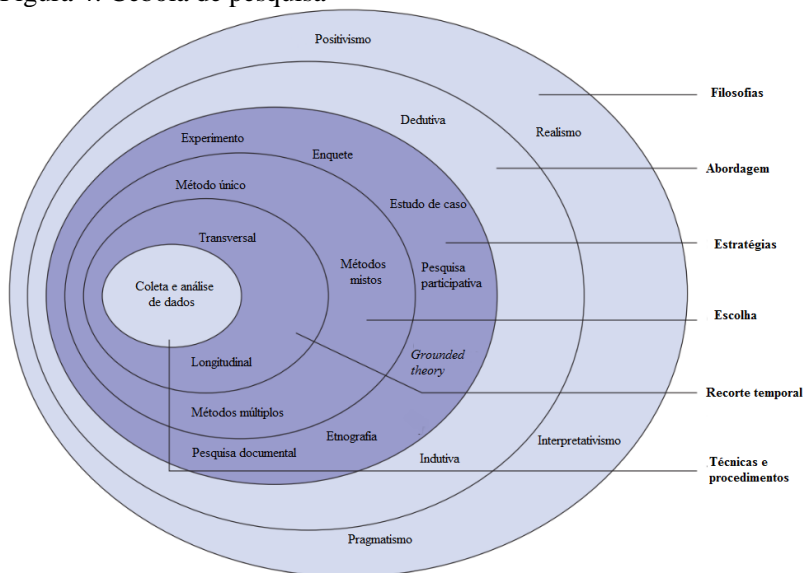 Figura 4: Cebola de pesquisa
Positivismo
Filosofias
Dedutiva
Realismo
Experimento
Enquete
Abordagem
Método único
Estudo de caso
Transversal
Estratégias
Métodos
mistos
Pesquisa
participativa
Coleta e análise
de dados
Escolha
Grounded
theory
Longitudinal
Recorte temporal
Métodos múltiplos
Etnografia
Interpretativismo
Pesquisa documental
Indutiva
Técnicas e
procedimentos
Pragmatismo